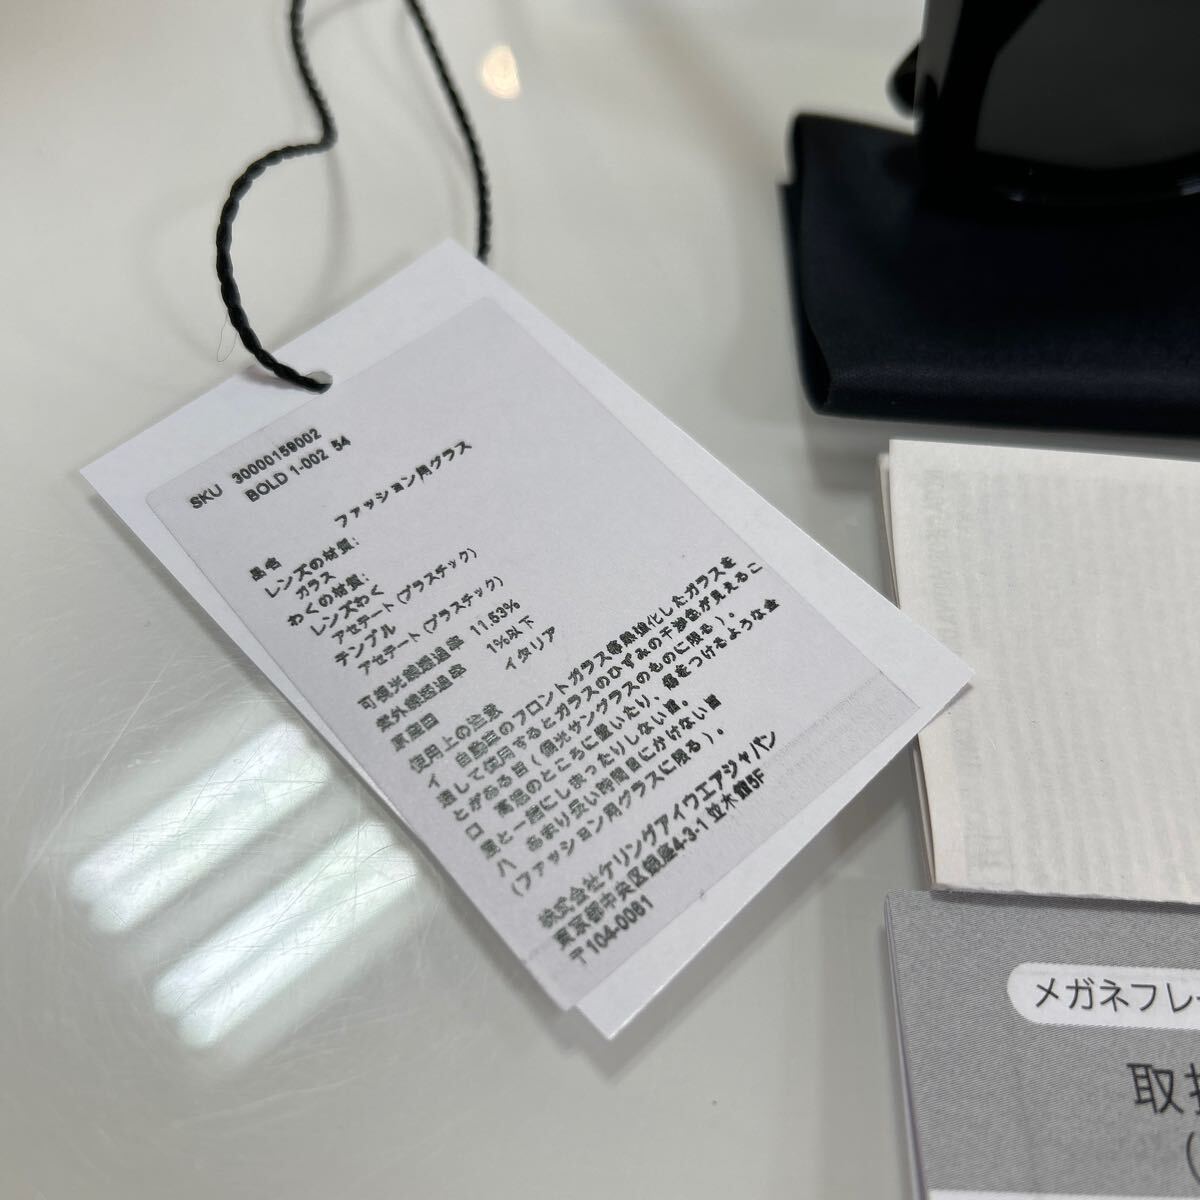 SKU 30000159002
BOLD 1-002 54
品名 ファッション用グラス
レンズの材質:
ガラス
わくの材質:
レンズわく
アセテート(プラスチック)
テンプル
アセテート(プラスチック)
可視光線透過率 11.53%
紫外線透過率 1%以下
原産国 イタリア
使用上の注意
イ 自動車のフロントガラス等熱強化したガラスを
通して使用するとガラスのひずみの干渉色が見えるこ
とがある旨(偏光サングラスのものに限る)。
ロ 高温のところに置いたり、傷をつけるような金
属と一緒にしまったりしない旨。
ハ あまり長い時間目にかけない旨
(ファッション用グラスに限る)。
株式会社ケリングアイウエアジャパン
東京都中央区銀座4-3-1 並木館5F
〒104-0061
メガネフレ
取扱